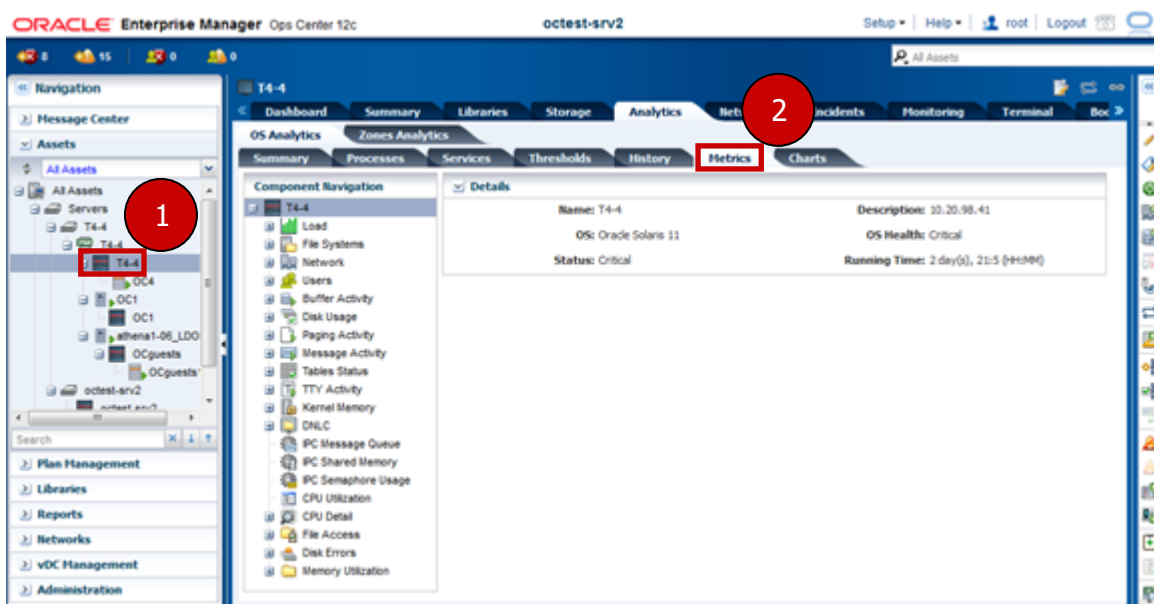 ORACLE Enterprise Manager Ops Center 12c octest-srv2 Setup Help root Logout
8 15 0 0 All Assets
Navigation
Message Center
Assets
All Assets
All Assets
Servers
T4-4
T4-4
T4-4
OC4
OC1
OC1
athena1-06_LDO
OCguests
OCguests
octest-srv2
octest-srv2
Search
Plan Management
Libraries
Reports
Networks
vDC Management
Administration
1
T4-4
Dashboard Summary Libraries Storage Analytics Net 2 Incidents Monitoring Terminal Boo
OS Analytics Zones Analytics
Summary Processes Services Thresholds History Metrics Charts
Component Navigation
T4-4
Load
File Systems
Network
Users
Buffer Activity
Disk Usage
Paging Activity
Message Activity
Tables Status
TTY Activity
Kernel Memory
DNLC
IPC Message Queue
IPC Shared Memory
IPC Semaphore Usage
CPU Utilization
CPU Detail
File Access
Disk Errors
Memory Utilization
Details
Name: T4-4 Description: 10.20.98.41
OS: Oracle Solaris 11 OS Health: Critical
Status: Critical Running Time: 2 day(s), 21:5 (HH:MM)